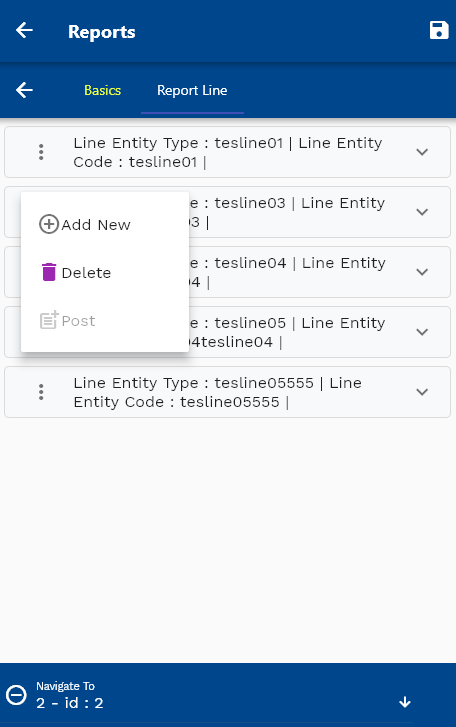 Reports
Basics
Report Line
Line Entity Type : tesline01 | Line Entity
Code : tesline01 |
e : tesline03 | Line Entity
03 |
Add New
e : tesline04 | Line Entity
04 |
Delete
Post
e : tesline05 | Line Entity
04tesline04 |
Line Entity Type : tesline05555 | Line
Entity Code : tesline05555 |
Navigate To
2 - id : 2